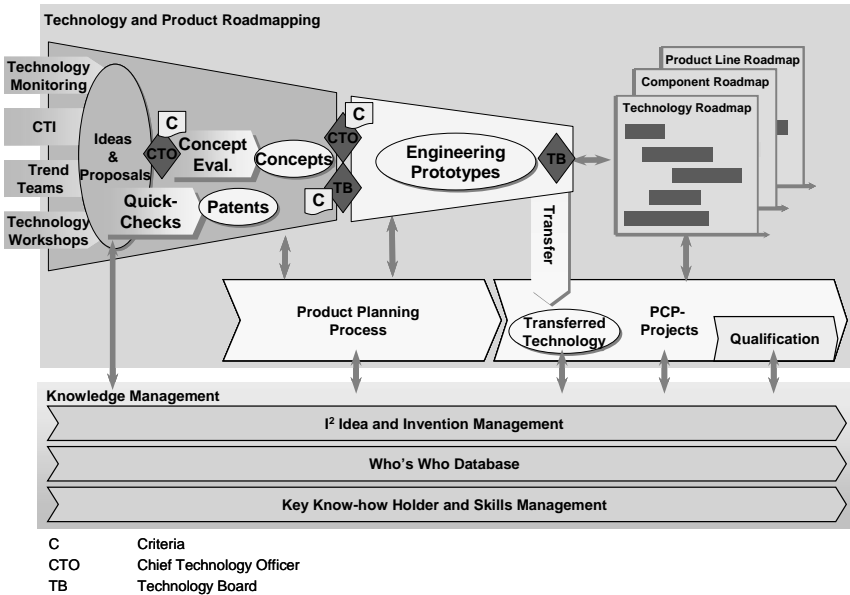 Technology and Product Roadmapping
Technology
Monitoring
CTI
Trend
Teams
Technology
Workshops
Ideas
&
Proposals
C
CTO
Concept
Eval.
Concepts
Quick-
Checks
Patents
C
CTO
TB
C
Engineering
Prototypes
TB
Transfer
Product Line Roadmap
Component Roadmap
Technology Roadmap
Product Planning
Process
Transferred
Technology
PCP-
Projects
Qualification
Knowledge Management
I² Idea and Invention Management
Who's Who Database
Key Know-how Holder and Skills Management
C Criteria
CTO Chief Technology Officer
TB Technology Board